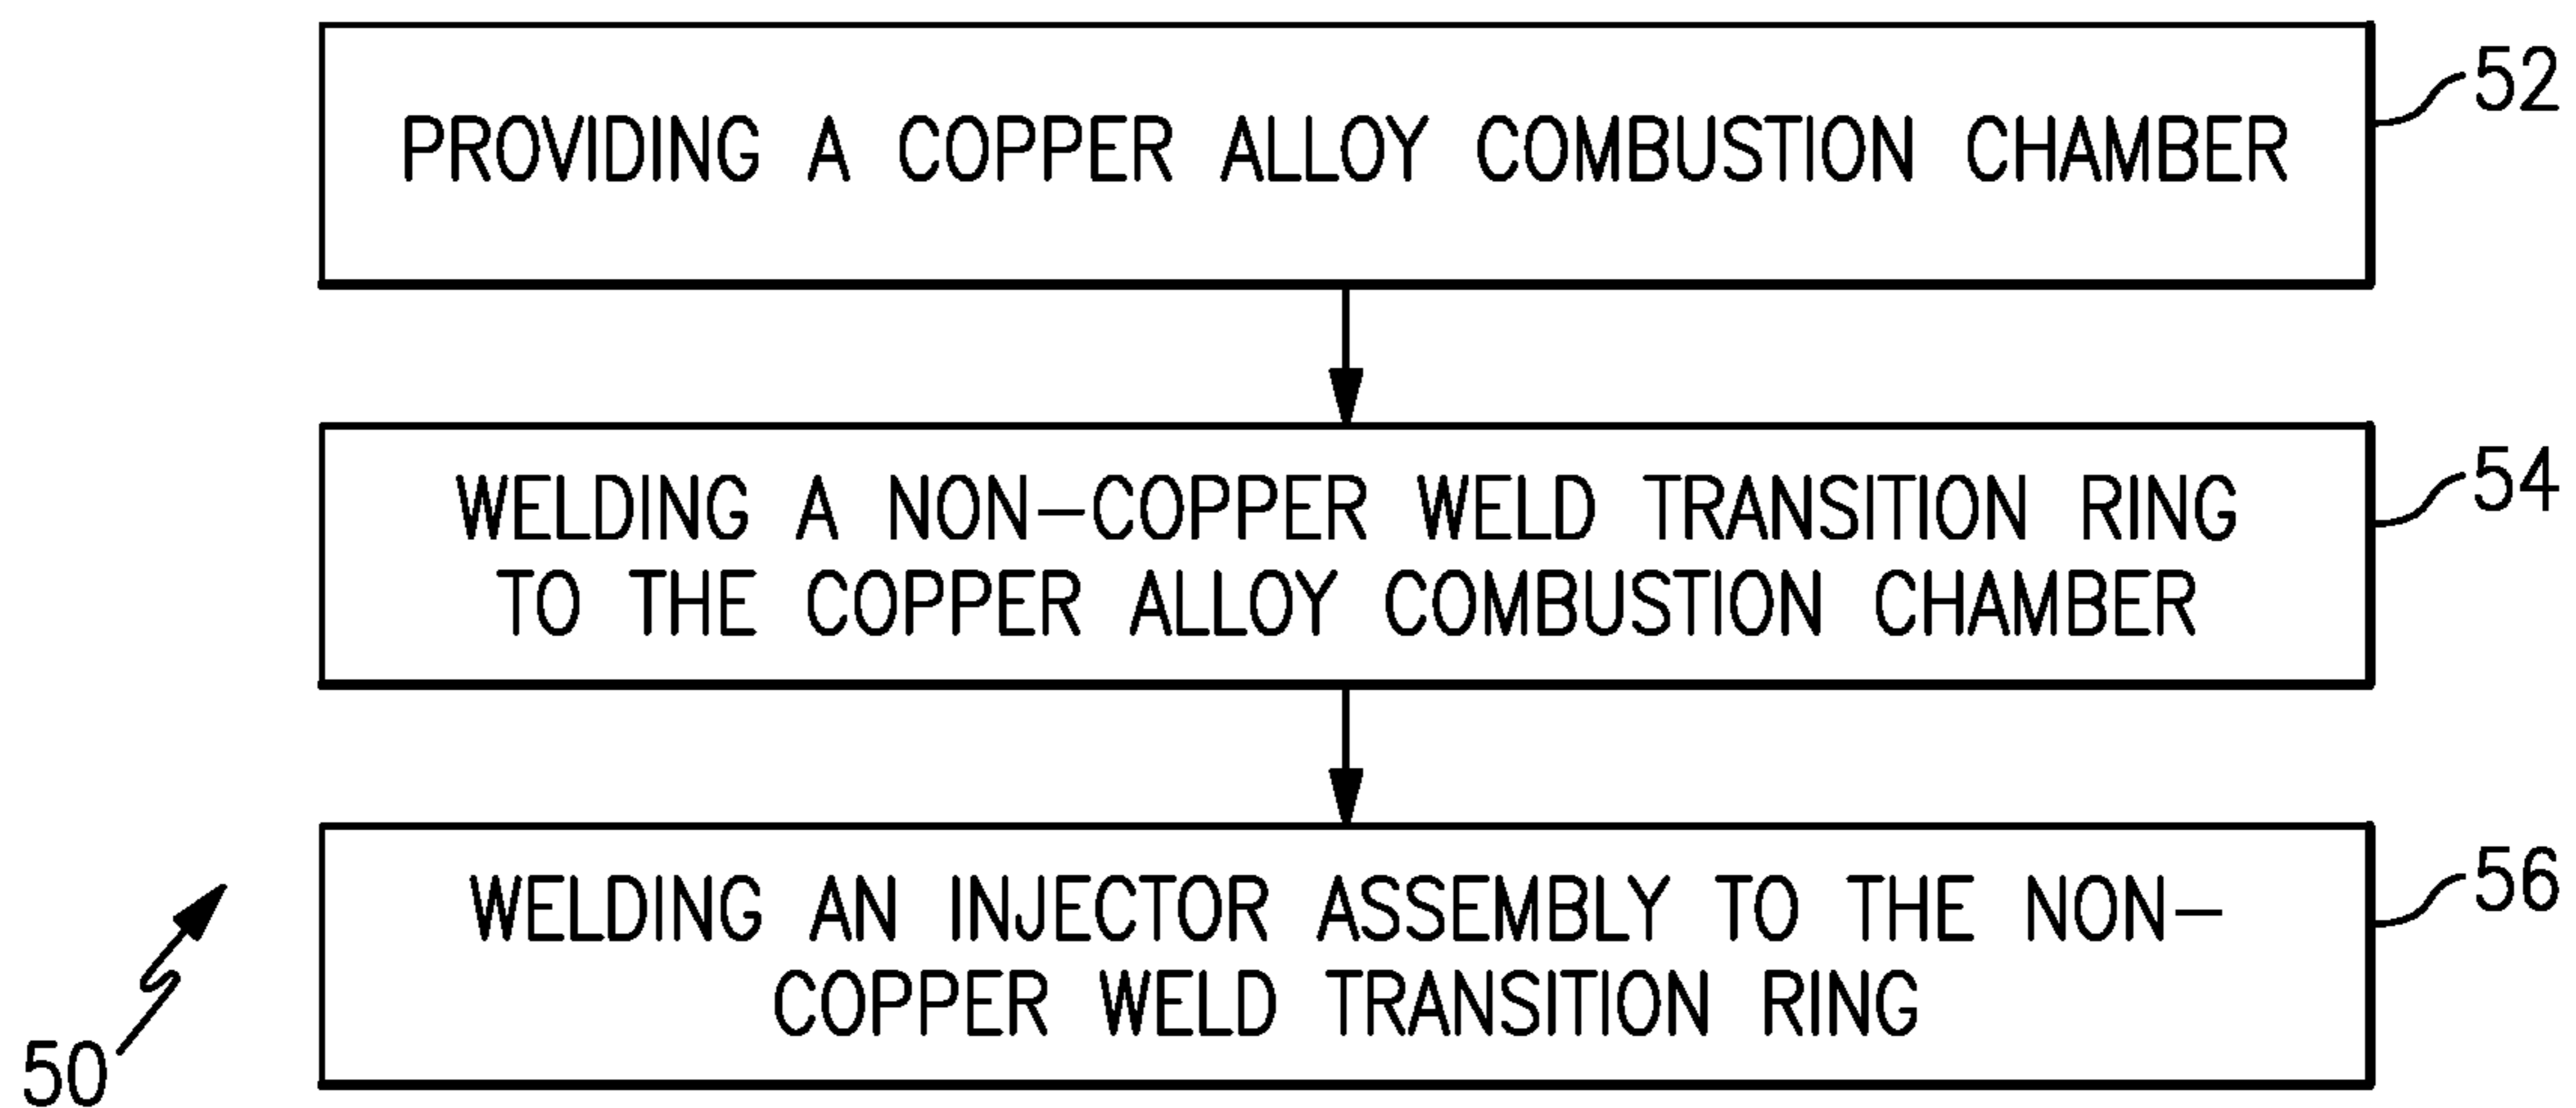 PROVIDING A COPPER ALLOY COMBUSTION CHAMBER
52
WELDING A NON-COPPER WELD TRANSITION RING
TO THE COPPER ALLOY COMBUSTION CHAMBER
54
WELDING AN INJECTOR ASSEMBLY TO THE NON-
COPPER WELD TRANSITION RING
56
50